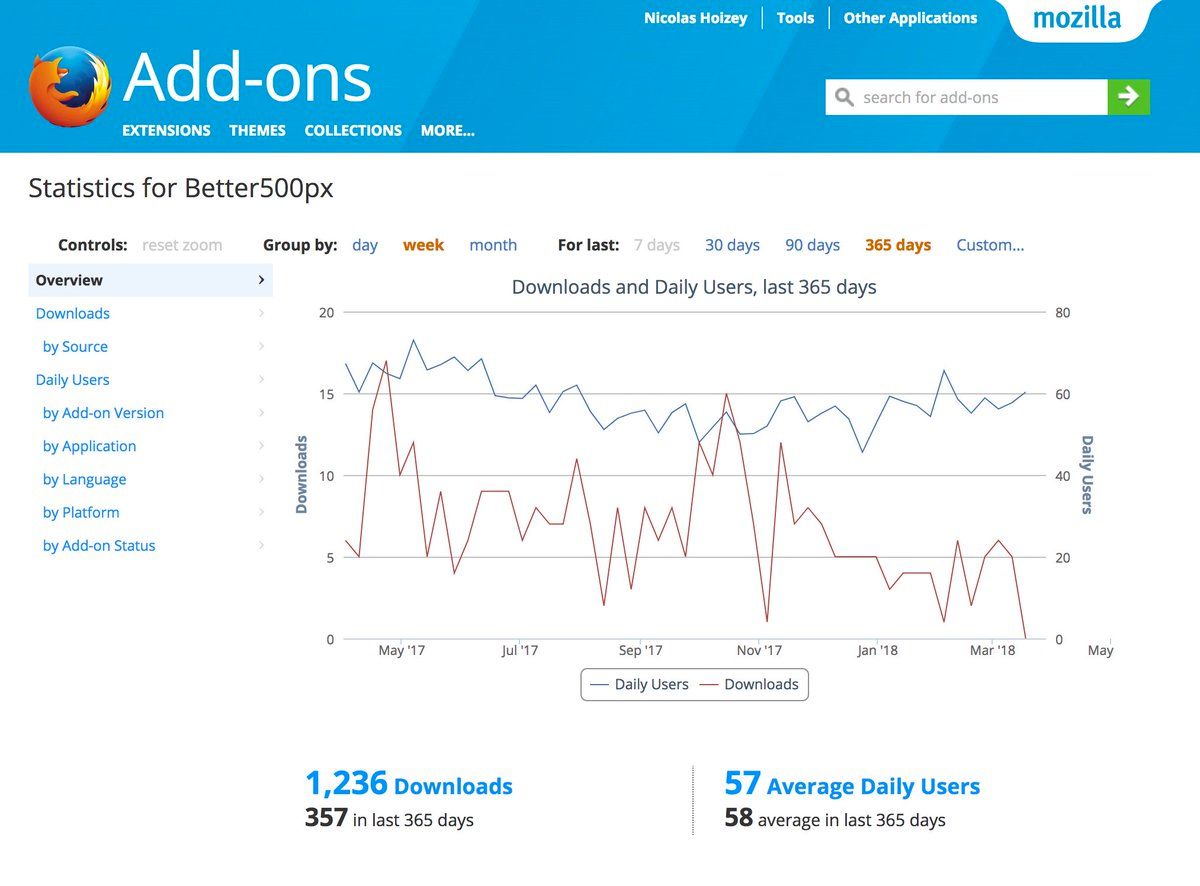 Nicolas Hoizey Tools Other Applications mozilla
Add-ons
search for add-ons
EXTENSIONS THEMES COLLECTIONS MORE...
Statistics for Better500px
Controls: reset zoom Group by: day week month For last: 7 days 30 days 90 days 365 days Custom...
Overview
Downloads
by Source
Daily Users
by Add-on Version
by Application
by Language
by Platform
by Add-on Status
Downloads and Daily Users, last 365 days
20 80
15 60
10 40
5 20
0 0
Downloads
Daily Users
May '17 Jul '17 Sep '17 Nov '17 Jan '18 Mar '18 May
Daily Users Downloads
1,236 Downloads
357 in last 365 days
57 Average Daily Users
58 average in last 365 days